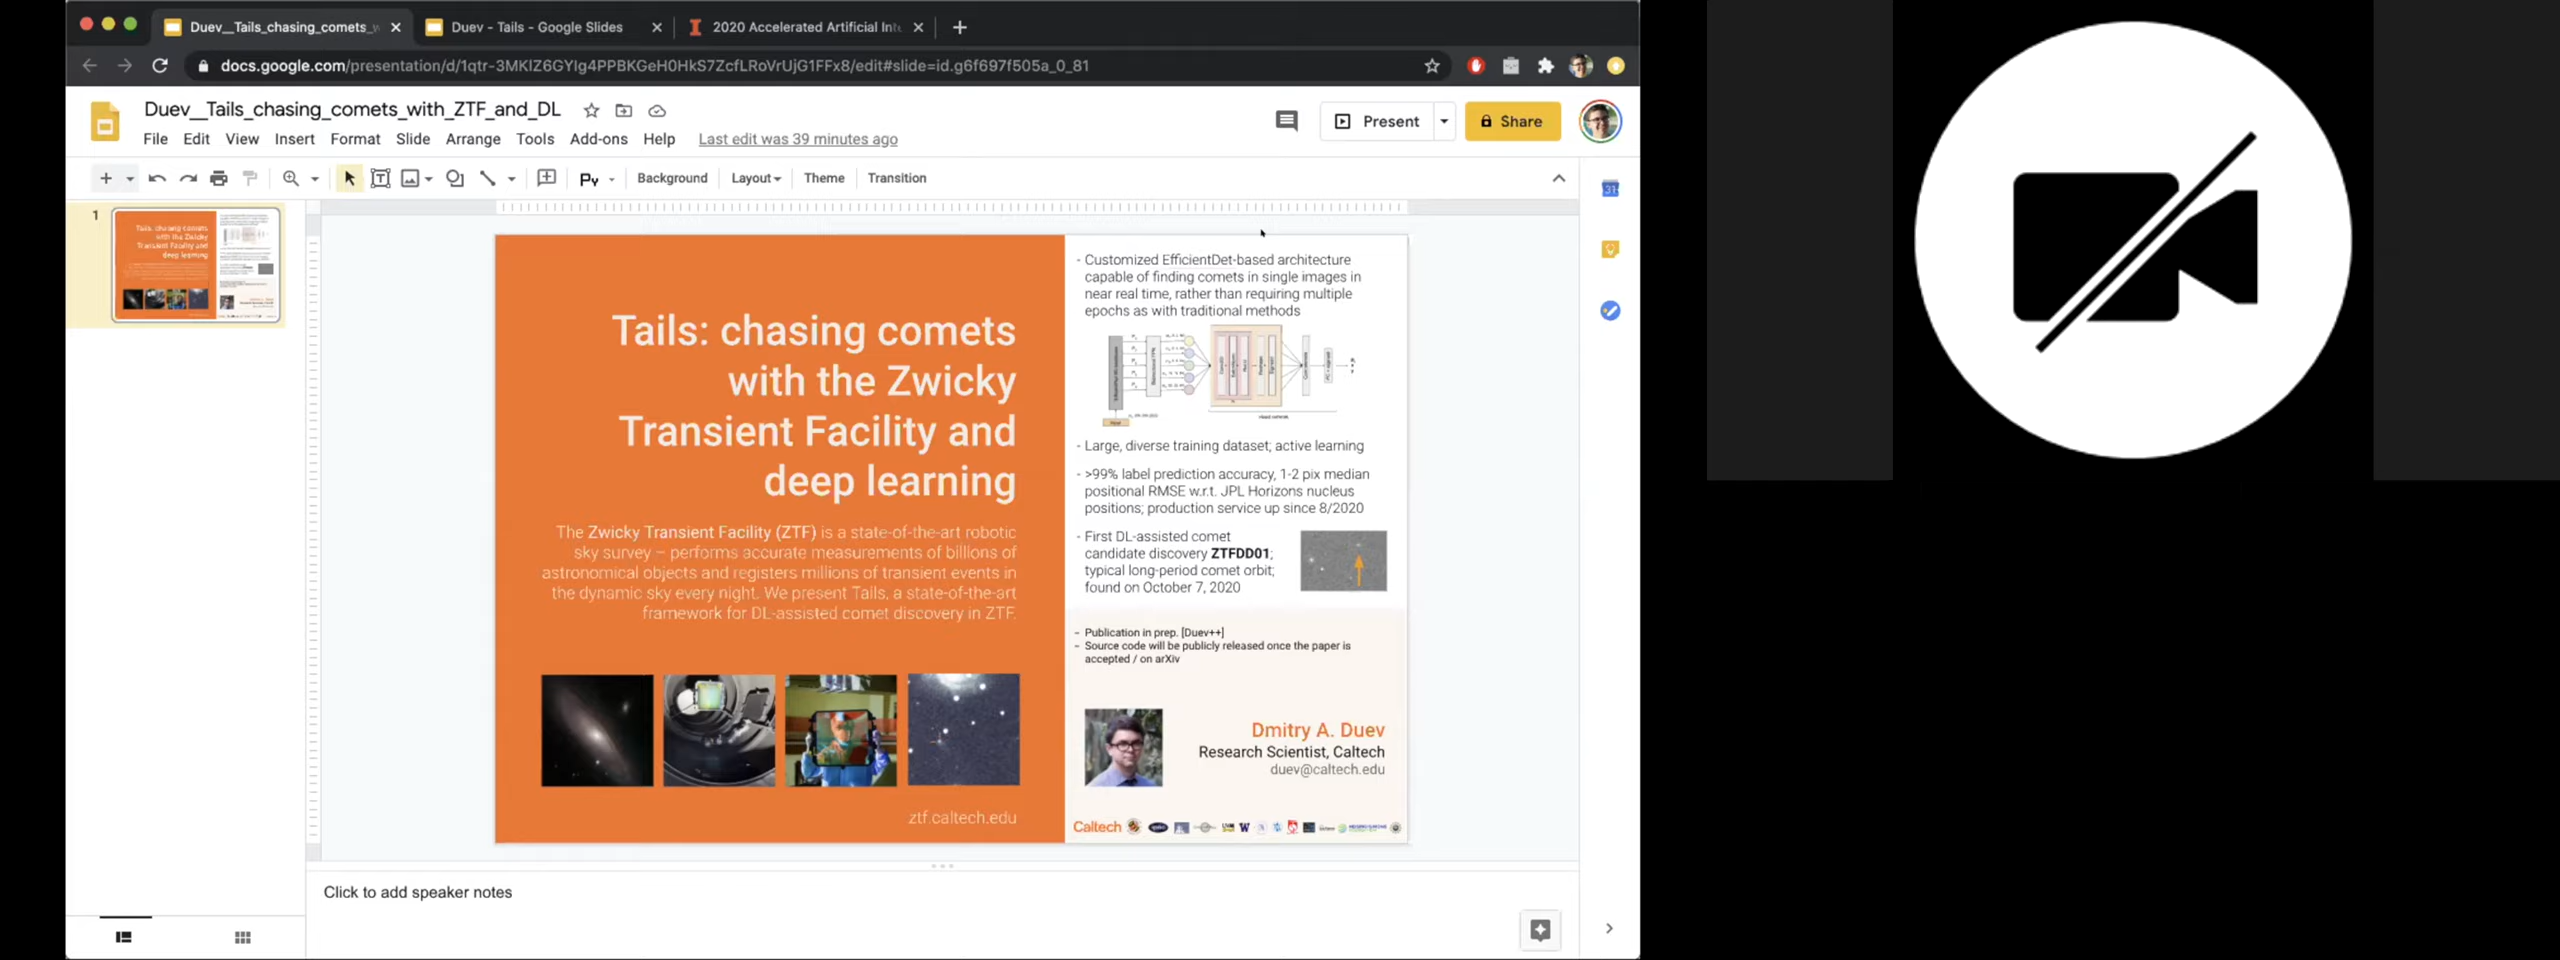 Duev__Tails_chasing_comets_w
Duev - Tails - Google Slides
2020 Accelerated Artificial Inte
docs.google.com/presentation/d/1qtr-3MKIZ6GYIg4PPBKGeH0HkS7ZcfLRoVrUjG1FFx8/edit#slide=id.g6f697f505a_0_81
Duev__Tails_chasing_comets_with_ZTF_and_DL
Present
Share
File Edit View Insert Format Slide Arrange Tools Add-ons Help Last edit was 39 minutes ago
Background Layout Theme Transition
31
1
Tails: chasing comets
with the Zwicky
Transient Facility and
deep learning
The Zwicky Transient Facility (ZTF) is a state-of-the-art robotic
sky survey – performs accurate measurements of billions of
astronomical objects and registers millions of transient events in
the dynamic sky every night. We present Tails, a state-of-the-art
framework for DL-assisted comet discovery in ZTF.
ztf.caltech.edu
- Customized EfficientDet-based architecture
capable of finding comets in single images in
near real time, rather than requiring multiple
epochs as with traditional methods
head network
- Large, diverse training dataset; active learning
- >99% label prediction accuracy, 1-2 pix median
positional RMSE w.r.t. JPL Horizons nucleus
positions; production service up since 8/2020
- First DL-assisted comet
candidate discovery ZTFDD01;
typical long-period comet orbit;
found on October 7, 2020
- Publication in prep. [Duev++]
- Source code will be publicly released once the paper is
accepted / on arXiv
Dmitry A. Duev
Research Scientist, Caltech
duev@caltech.edu
Caltech
Click to add speaker notes